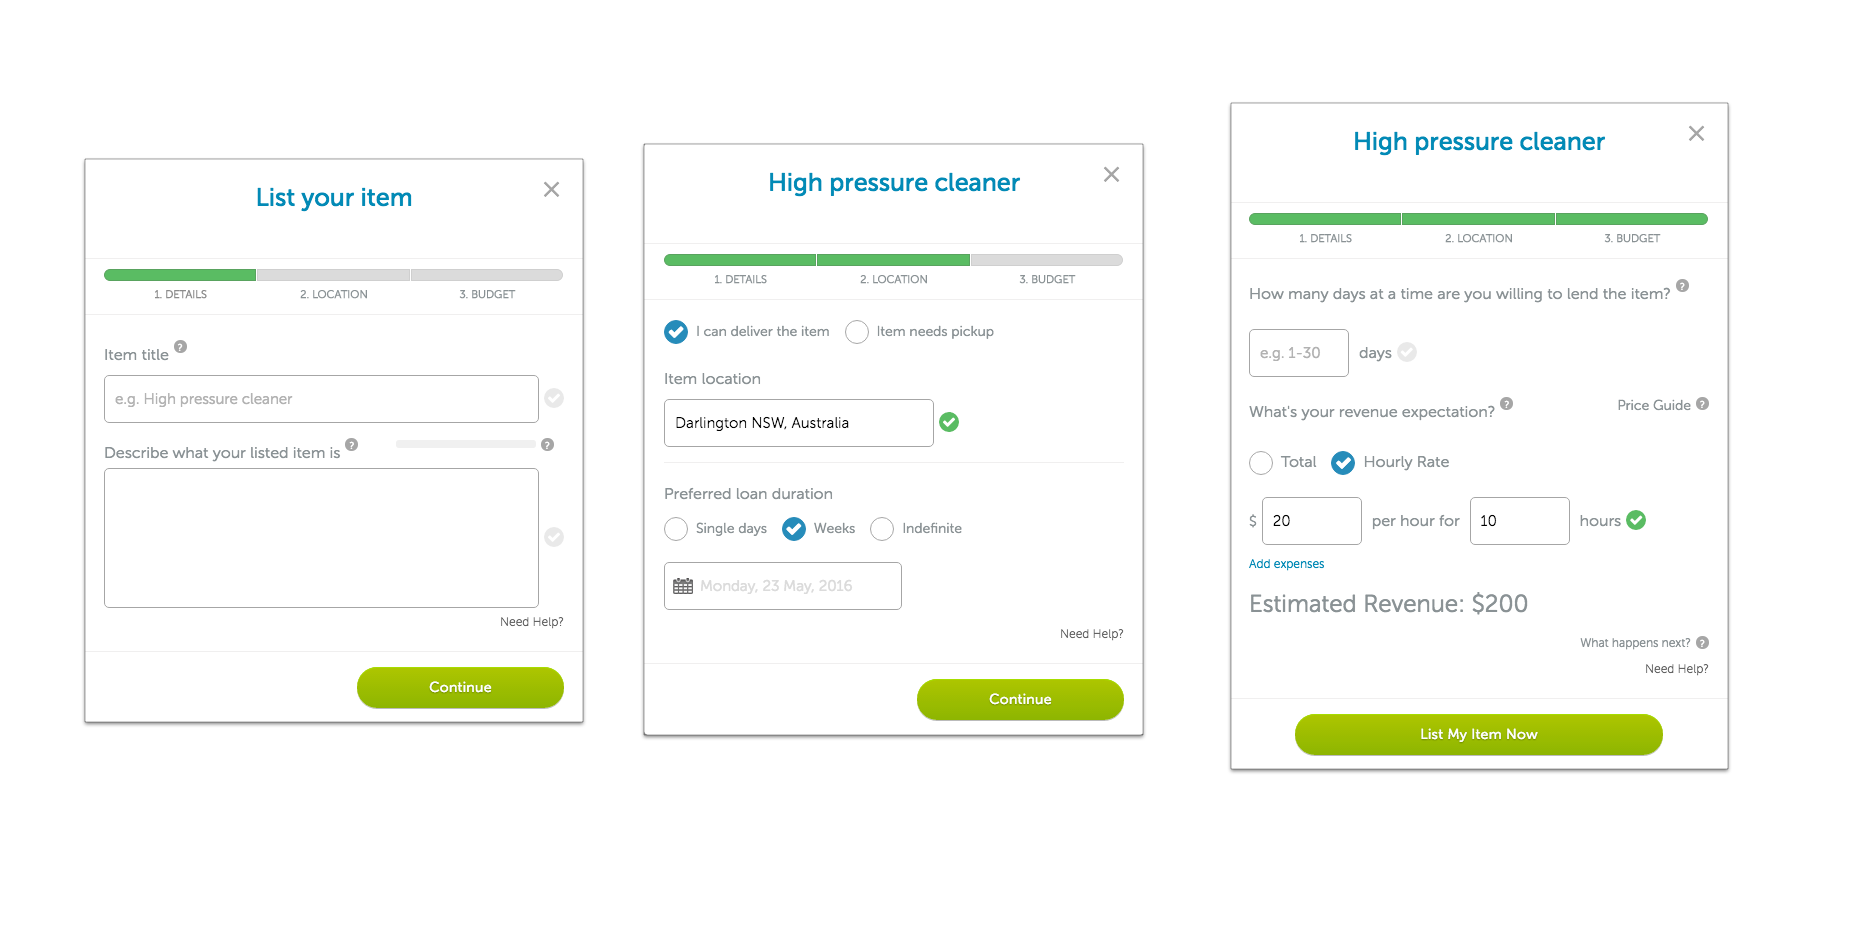 List your item
1. DETAILS
2. LOCATION
3. BUDGET
Item title ?
e.g. High pressure cleaner
Describe what your listed item is ? ?
Need Help?
Continue
High pressure cleaner
1. DETAILS
2. LOCATION
3. BUDGET
I can deliver the item
Item needs pickup
Item location
Darlington NSW, Australia
Preferred loan duration
Single days
Weeks
Indefinite
Monday, 23 May, 2016
Need Help?
Continue
High pressure cleaner
1. DETAILS
2. LOCATION
3. BUDGET
How many days at a time are you willing to lend the item? ?
e.g. 1-30
days
What's your revenue expectation? ?
Price Guide ?
Total
Hourly Rate
$ 20 per hour for 10 hours
Add expenses
Estimated Revenue: $200
What happens next? ?
Need Help?
List My Item Now